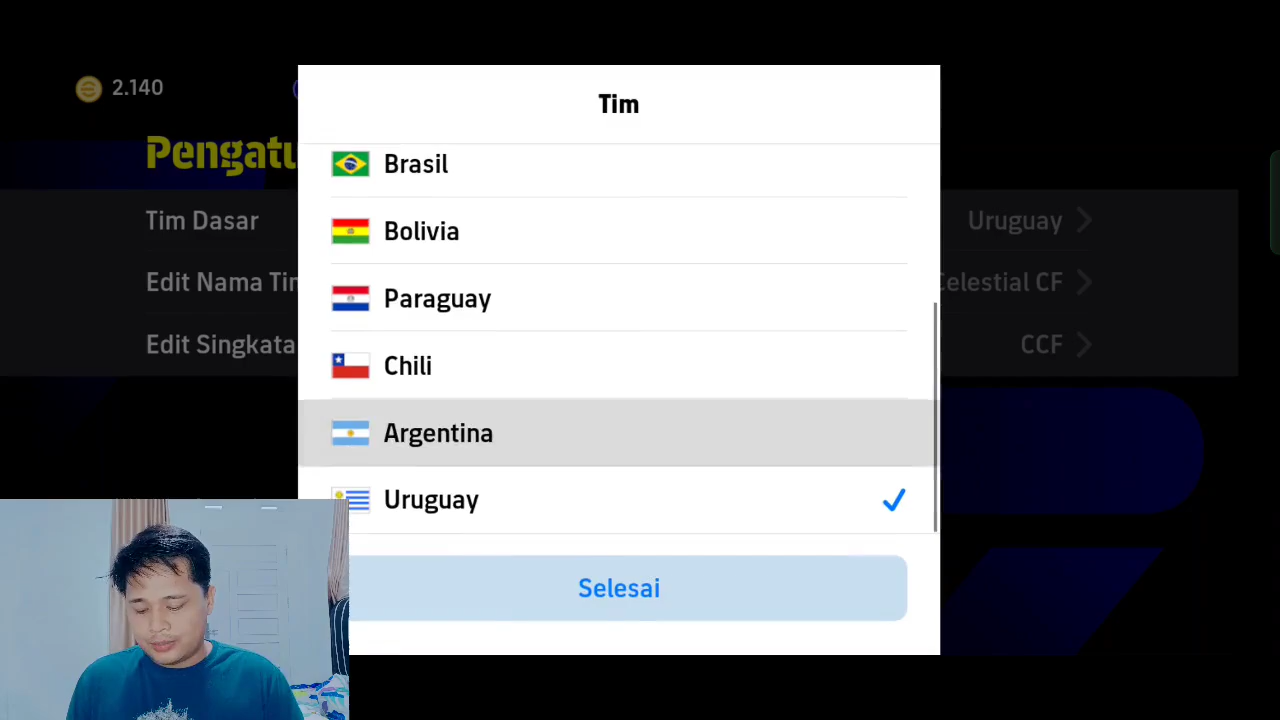 2.140
Tim
Pengatu
Brasil
Tim Dasar
Uruguay
Bolivia
Edit Nama Tim
Celestial CF
Paraguay
Edit Singkata
CCF
Chili
Argentina
Uruguay
Selesai